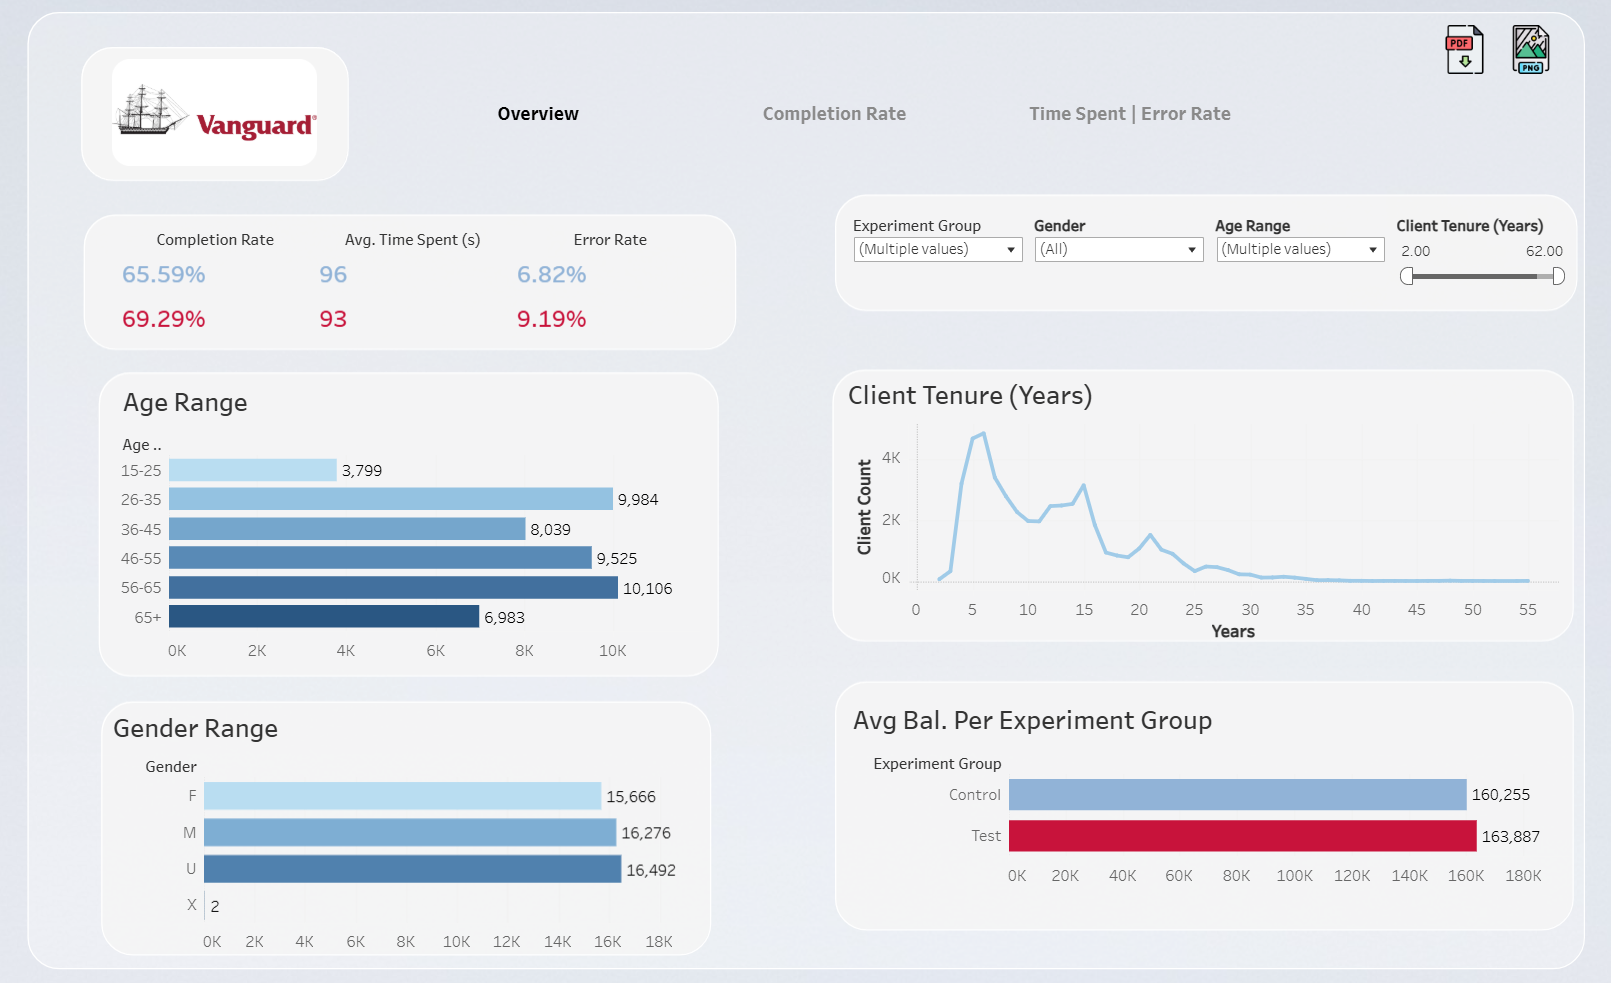 PDF
PNG
Vanguard®
Overview
Completion Rate
Time Spent | Error Rate
Completion Rate
Avg. Time Spent (s)
Error Rate
65.59%
96
6.82%
69.29%
93
9.19%
Experiment Group
Gender
Age Range
Client Tenure (Years)
(Multiple values)
(All)
(Multiple values)
2.00
62.00
Age Range
Age ..
15-25
3,799
26-35
9,984
36-45
8,039
46-55
9,525
56-65
10,106
65+
6,983
0K
2K
4K
6K
8K
10K
Client Tenure (Years)
Client Count
4K
2K
0K
0
5
10
15
20
25
30
35
40
45
50
55
Years
Gender Range
Gender
F
15,666
M
16,276
U
16,492
X
2
0K
2K
4K
6K
8K
10K
12K
14K
16K
18K
Avg Bal. Per Experiment Group
Experiment Group
Control
160,255
Test
163,887
0K
20K
40K
60K
80K
100K
120K
140K
160K
180K